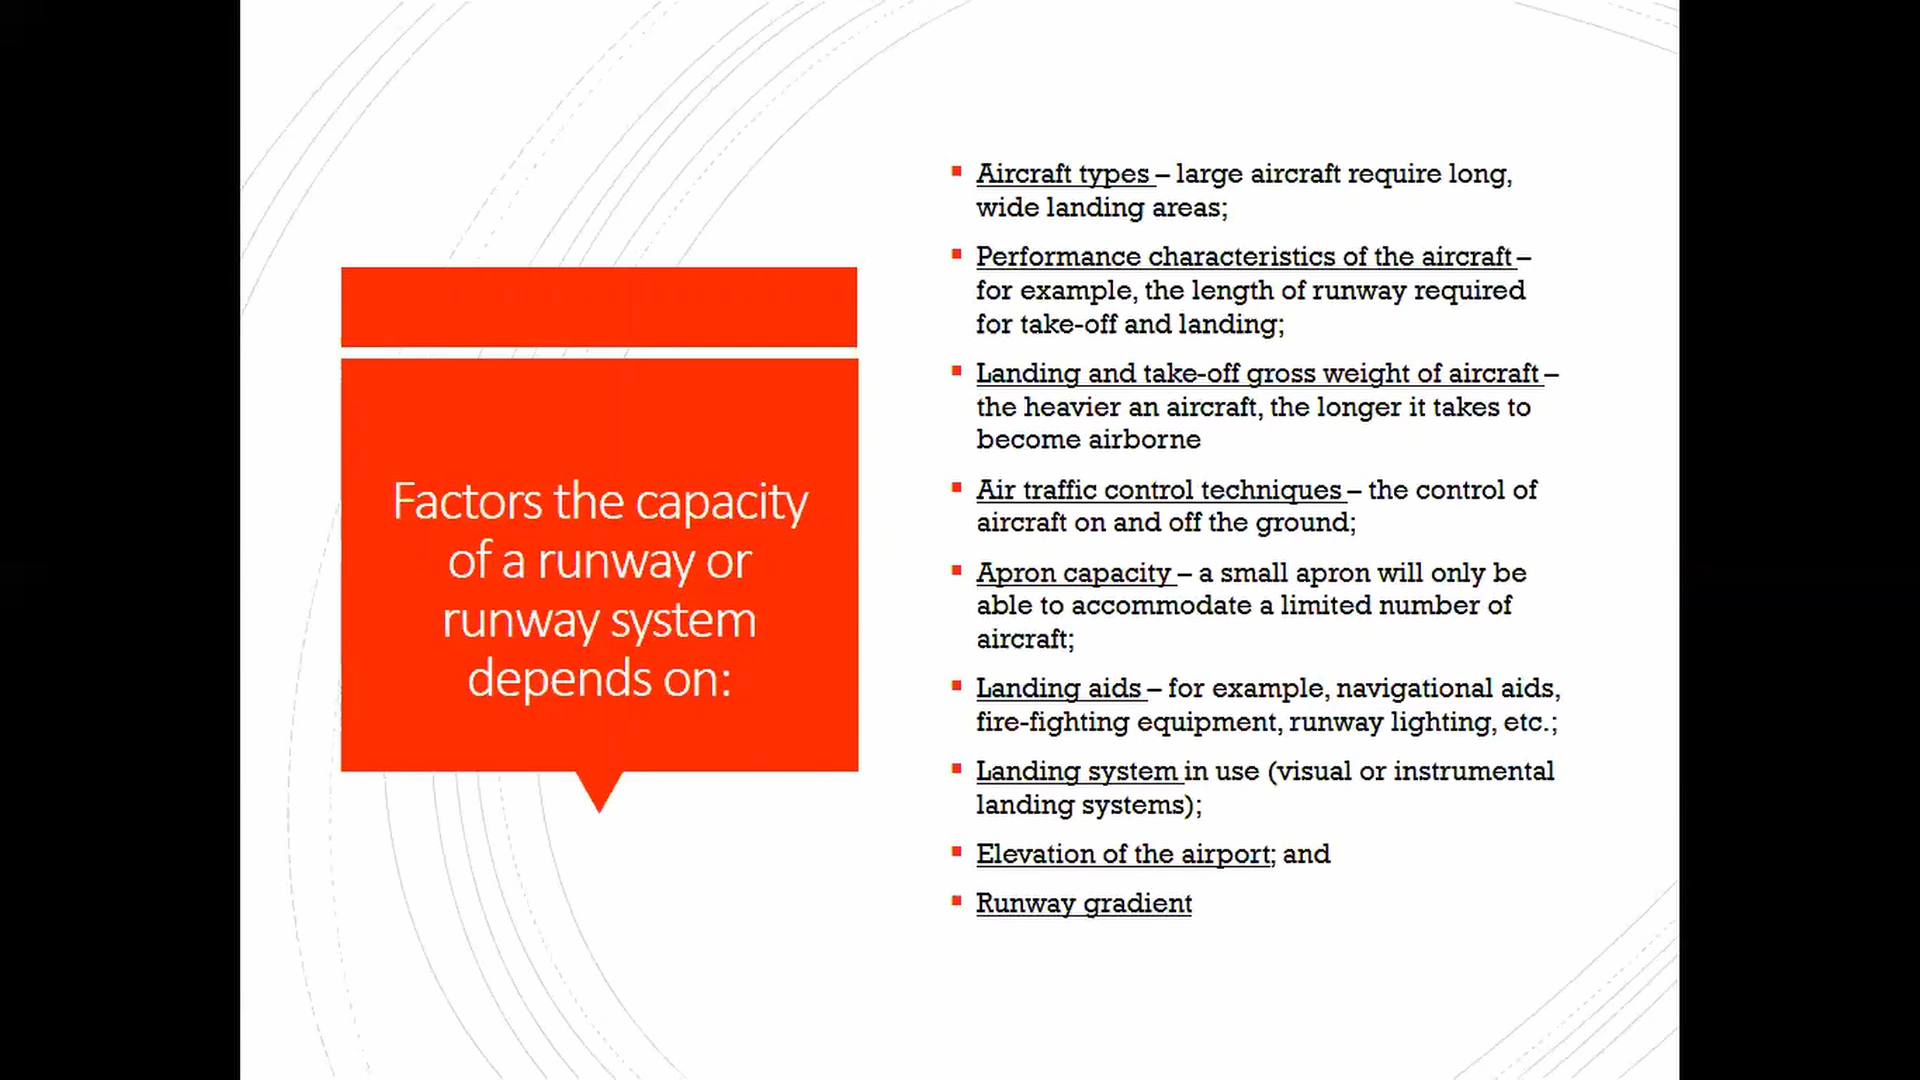 Factors the capacity
of a runway or
runway system
depends on:
Aircraft types – large aircraft require long,
wide landing areas;
Performance characteristics of the aircraft –
for example, the length of runway required
for take-off and landing;
Landing and take-off gross weight of aircraft –
the heavier an aircraft, the longer it takes to
become airborne
Air traffic control techniques – the control of
aircraft on and off the ground;
Apron capacity – a small apron will only be
able to accommodate a limited number of
aircraft;
Landing aids – for example, navigational aids,
fire-fighting equipment, runway lighting, etc.;
Landing system in use (visual or instrumental
landing systems);
Elevation of the airport; and
Runway gradient